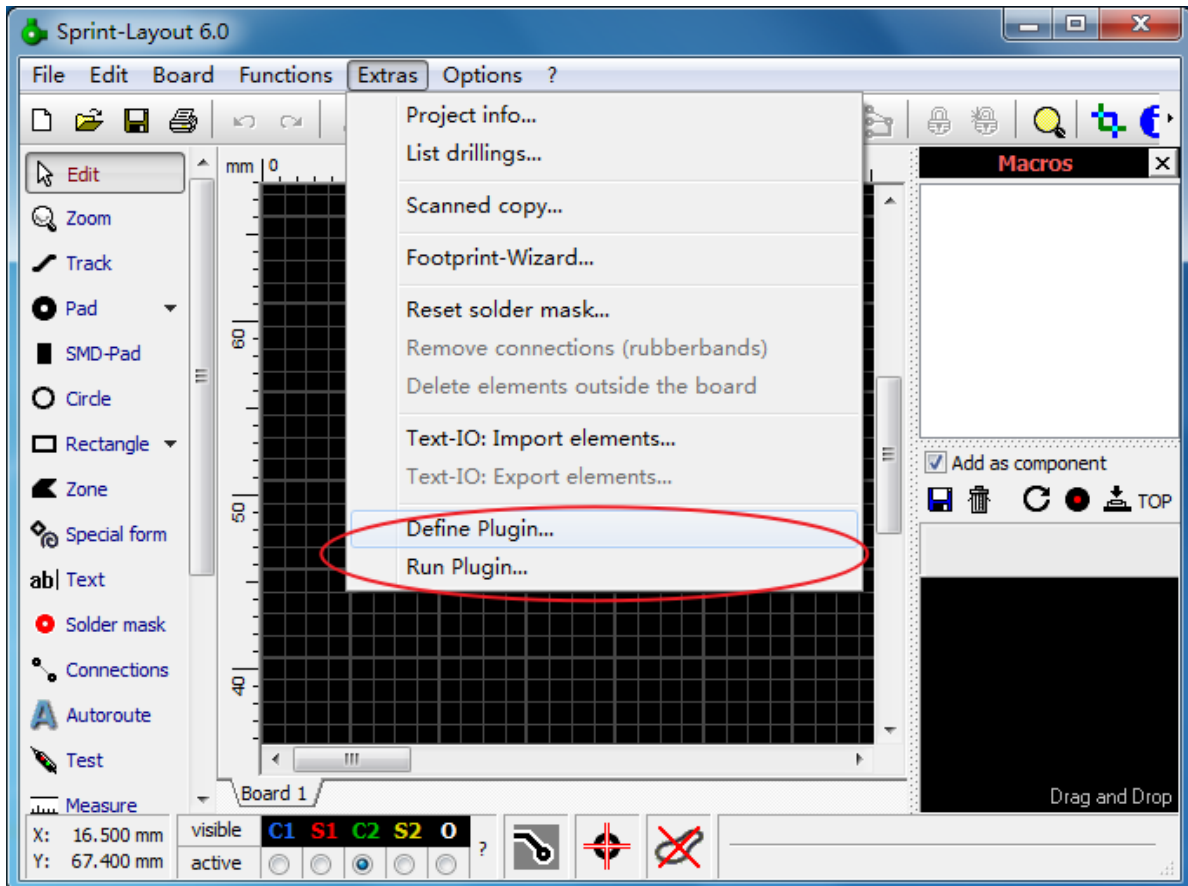 Sprint-Layout 6.0
File Edit Board Functions Extras Options ?
Project info...
List drillings...
Scanned copy...
Footprint-Wizard...
Reset solder mask...
Remove connections (rubberbands)
Delete elements outside the board
Text-IO: Import elements...
Text-IO: Export elements...
Define Plugin...
Run Plugin...
Edit
Zoom
Track
Pad
SMD-Pad
Circle
Rectangle
Zone
Special form
ab| Text
Solder mask
Connections
Autoroute
Test
Measure
mm 0
60
50
40
Board 1
Macros
Add as component
TOP
Drag and Drop
X: 16.500 mm
Y: 67.400 mm
visible C1 S1 C2 S2 O
active
?